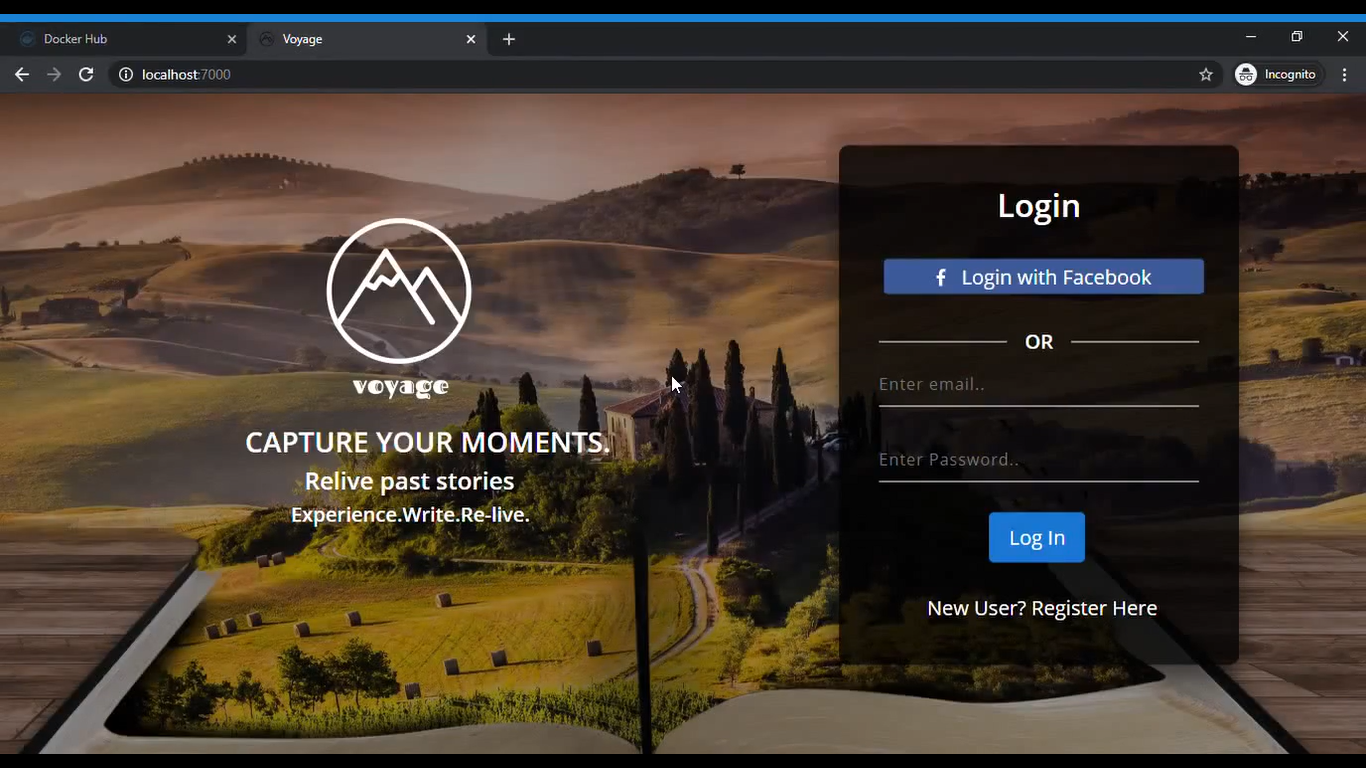 Docker Hub
Voyage
localhost:7000
Incognito
voyage
CAPTURE YOUR MOMENTS.
Relive past stories
Experience.Write.Re-live.
Login
f Login with Facebook
OR
Enter email..
Enter Password..
Log In
New User? Register Here